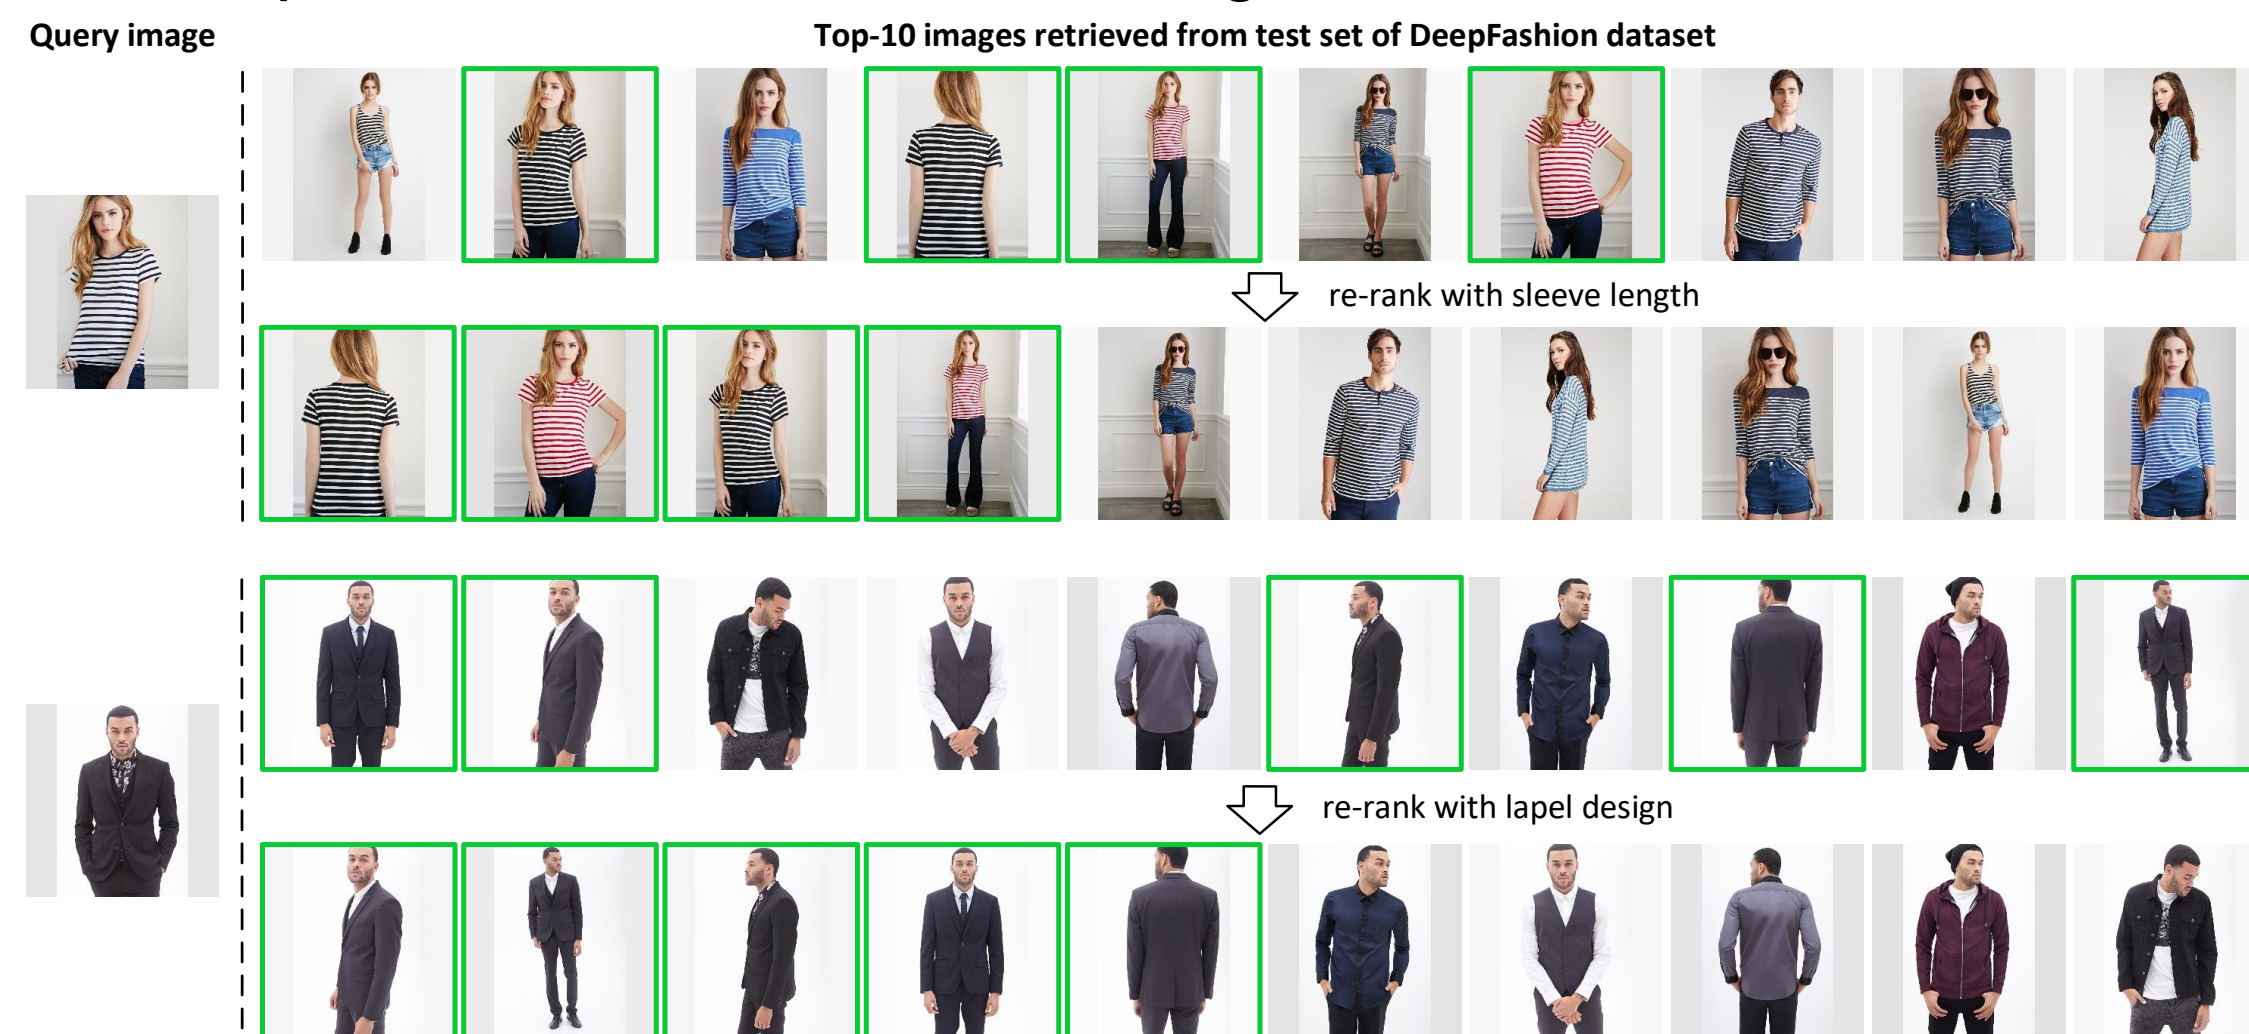 Query image
Top-10 images retrieved from test set of DeepFashion dataset
re-rank with sleeve length
re-rank with lapel design